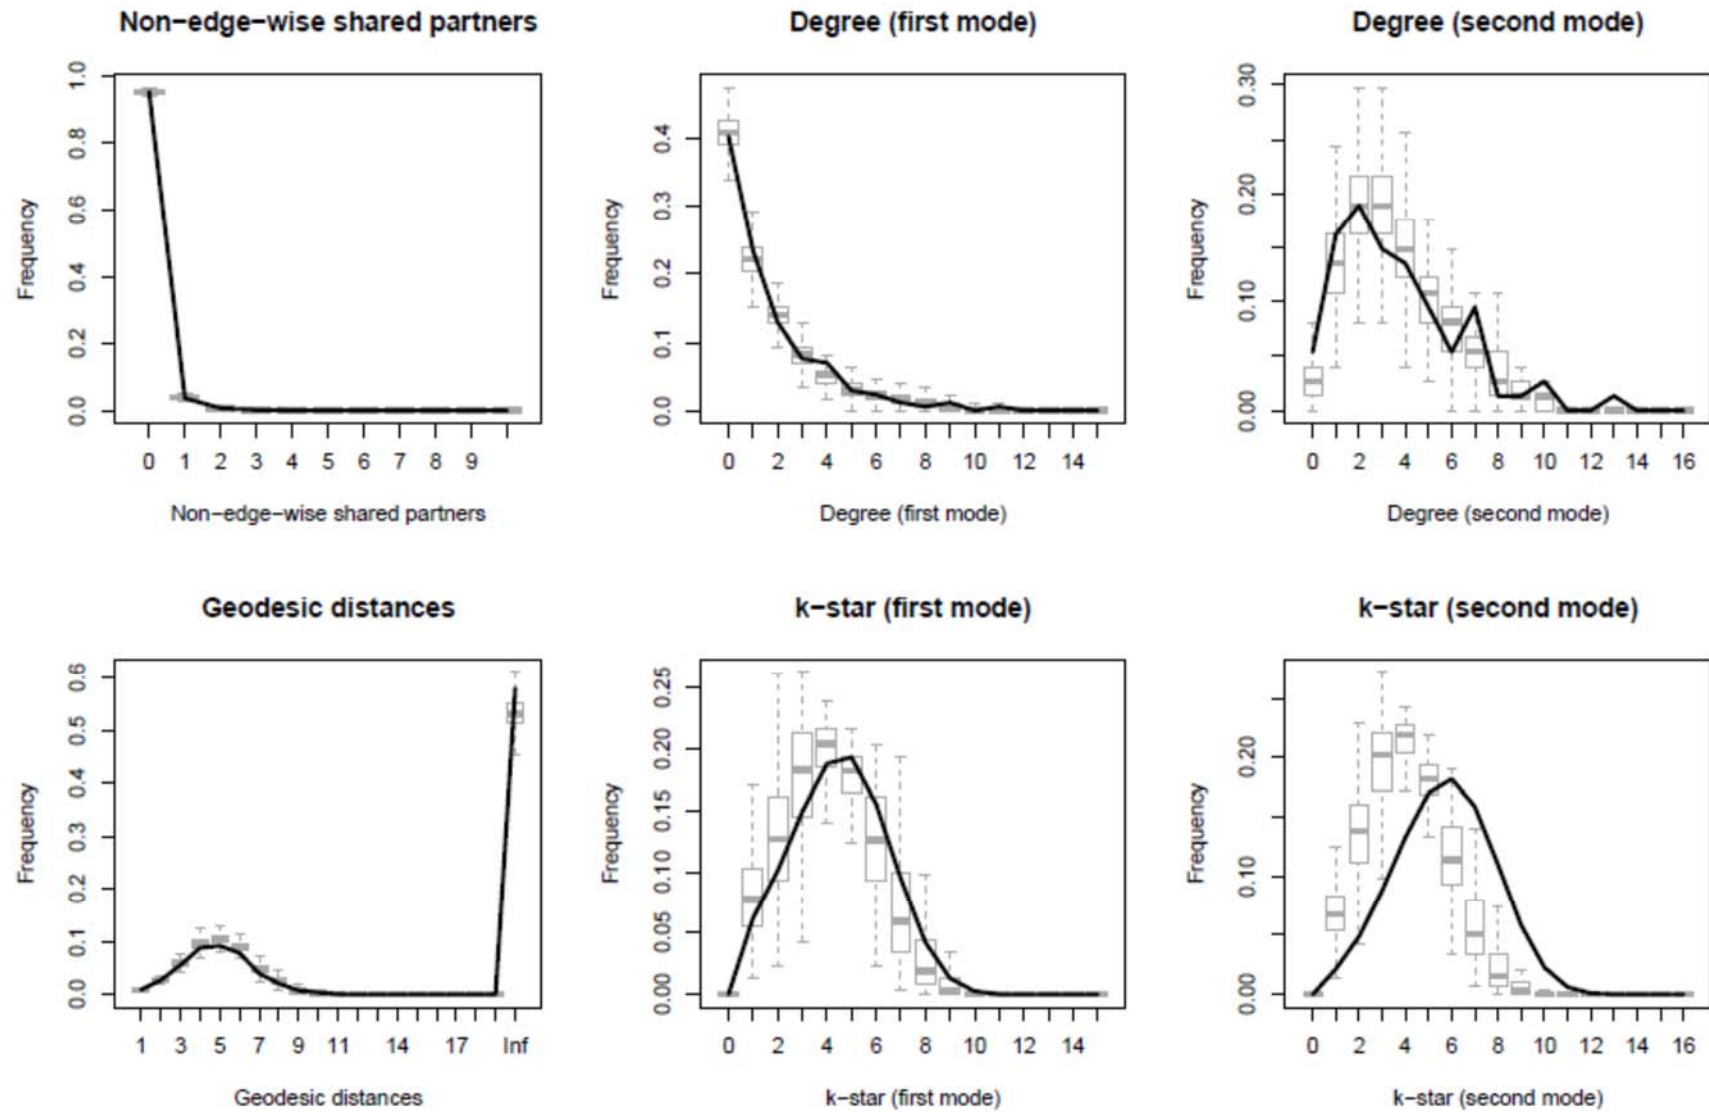 Non-edge-wise shared partners
Frequency
0.0 0.2 0.4 0.6 0.8 1.0
0 1 2 3 4 5 6 7 8 9
Non-edge-wise shared partners
Degree (first mode)
Frequency
0.0 0.1 0.2 0.3 0.4
0 2 4 6 8 10 12 14
Degree (first mode)
Degree (second mode)
Frequency
0.00 0.10 0.20 0.30
0 2 4 6 8 10 12 14 16
Degree (second mode)
Geodesic distances
Frequency
0.0 0.1 0.2 0.3 0.4 0.5 0.6
1 3 5 7 9 11 14 17 Inf
Geodesic distances
k-star (first mode)
Frequency
0.00 0.05 0.10 0.15 0.20 0.25
0 2 4 6 8 10 12 14
k-star (first mode)
k-star (second mode)
Frequency
0.00 0.10 0.20
0 2 4 6 8 10 12 14 16
k-star (second mode)